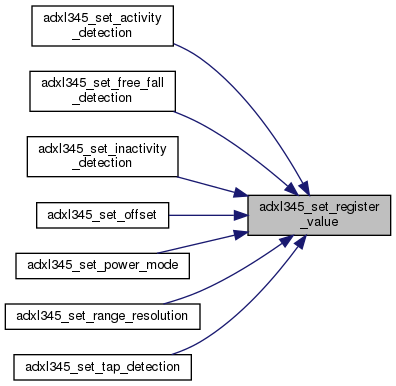 adxl345_set_activity
_detection
adxl345_set_free_fall
_detection
adxl345_set_inactivity
_detection
adxl345_set_offset
adxl345_set_register
_value
adxl345_set_power_mode
adxl345_set_range_resolution
adxl345_set_tap_detection